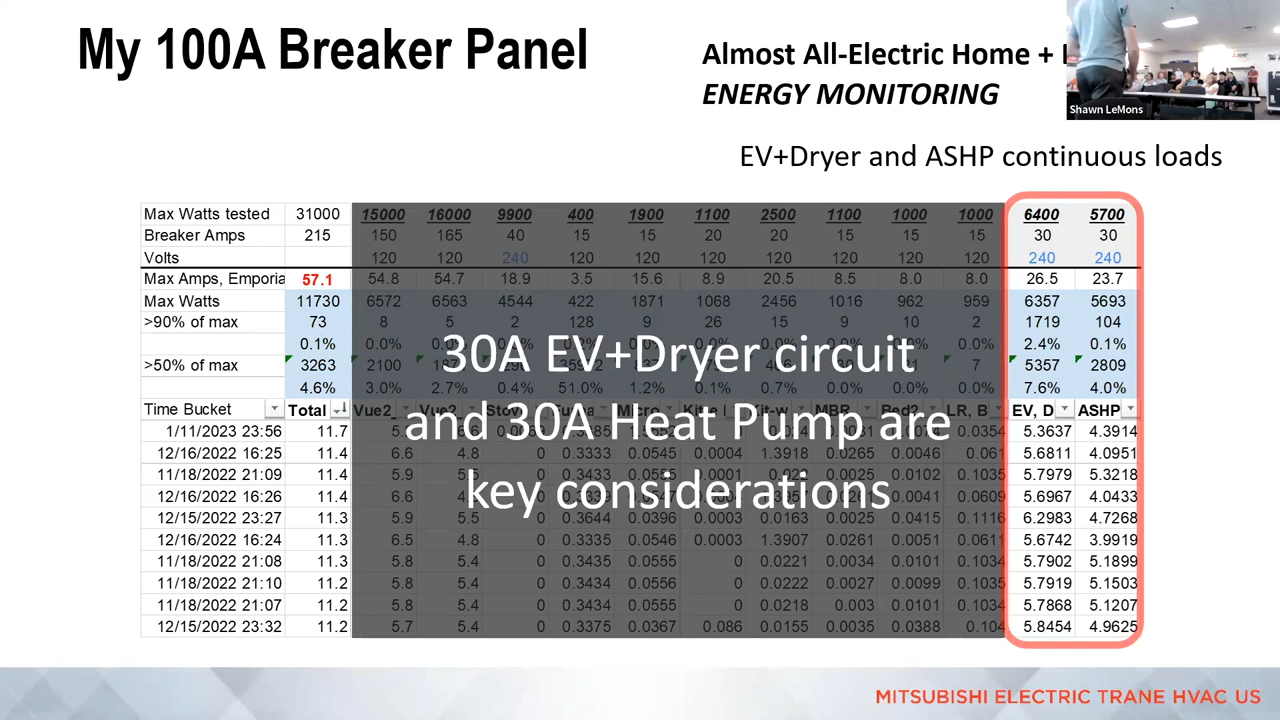 My 100A Breaker Panel
Almost All-Electric Home +
ENERGY MONITORING
Shawn LeMons
EV+Dryer and ASHP continuous loads
Max Watts tested 31000 15000 16000 9900 400 1900 1100 2500 1100 1000 1000 6400 5700
Breaker Amps 215 150 165 40 15 15 20 20 15 15 15 30 30
Volts 120 120 240 120 120 120 120 120 120 120 240 240
Max Amps, Emporia 57.1 54.8 54.7 18.9 3.5 15.6 8.9 20.5 8.5 8.0 8.0 26.5 23.7
Max Watts 11730 6572 6563 4544 422 1871 1068 2456 1016 962 959 6357 5693
>90% of max 73 8 5 2 128 9 26 15 9 10 2 1719 104
0.1% 0.0% 0.1% 2.4% 0.1%
>50% of max 3263 2100 7 5357 2809
4.6% 3.0% 2.7% 0.4% 51.0% 1.2% 0.1% 0.7% 0.0% 0.0% 0.0% 7.6% 4.0%
30A EV+Dryer circuit
and 30A Heat Pump are
key considerations
Time Bucket Total Vue2_ Vue2_ MBR LR, B EV, D ASHP
1/11/2023 23:56 11.7 0.0354 5.3637 4.3914
12/16/2022 16:25 11.4 6.6 4.8 0 0.3333 0.0545 0.0004 1.3918 0.0265 0.0046 0.061 5.6811 4.0951
11/18/2022 21:09 11.4 5.9 0.0102 0.1035 5.7979 5.3218
12/16/2022 16:26 11.4 6.6 0.0041 0.0609 5.6967 4.0433
12/15/2022 23:27 11.3 5.9 5.5 0 0.3644 0.0396 0.0003 0.0163 0.0025 0.0415 0.1116 6.2983 4.7268
12/16/2022 16:24 11.3 6.5 4.8 0 0.3335 0.0546 0.0003 1.3907 0.0261 0.0051 0.0611 5.6742 3.9919
11/18/2022 21:08 11.3 5.8 5.4 0 0.3434 0.0555 0 0.0221 0.0034 0.0101 0.1034 5.7902 5.1899
11/18/2022 21:10 11.2 5.8 5.4 0 0.3435 0.0556 0 0.0222 0.0027 0.0099 0.1035 5.7919 5.1503
11/18/2022 21:07 11.2 5.8 5.4 0 0.3434 0.0555 0 0.0218 0.003 0.0101 0.1034 5.7868 5.1207
12/15/2022 23:32 11.2 5.7 5.4 0 0.3375 0.0367 0.086 0.0155 0.0035 0.0388 0.104 5.8454 4.9625
MITSUBISHI ELECTRIC TRANE HVAC US